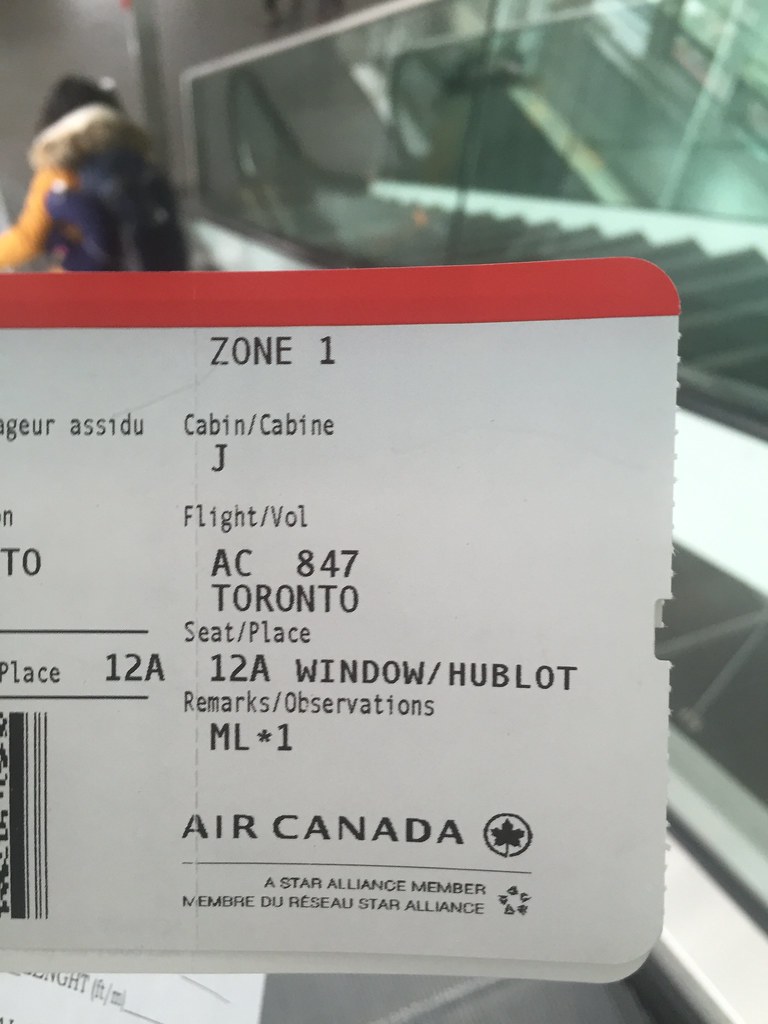 ZONE 1
ageur assidu
Cabin/Cabine
J
Flight/Vol
TO
AC 847
TORONTO
Seat/Place
Place 12A
12A WINDOW/HUBLOT
Remarks/Observations
ML*1
AIR CANADA
A STAR ALLIANCE MEMBER
MEMBRE DU RÉSEAU STAR ALLIANCE
(ft/m)